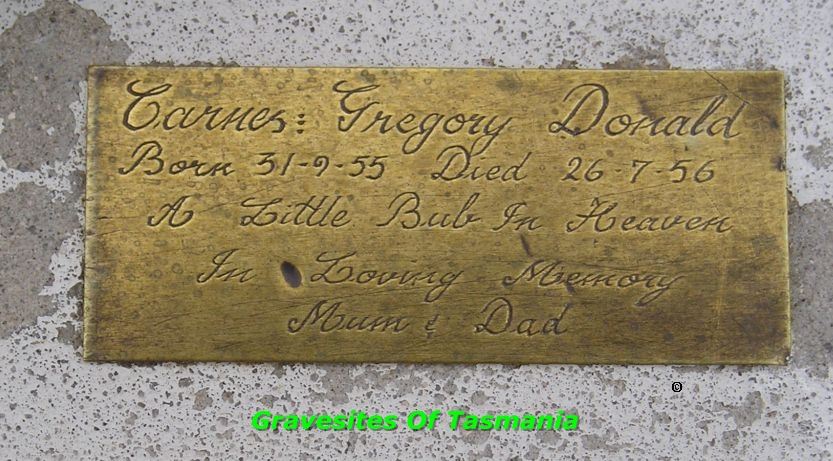 Carnes: Gregory Donald
Born 31-9-55 Died 26-7-56
A Little Bub In Heaven
In Loving Memory
Mum & Dad
©
Gravesites Of Tasmania